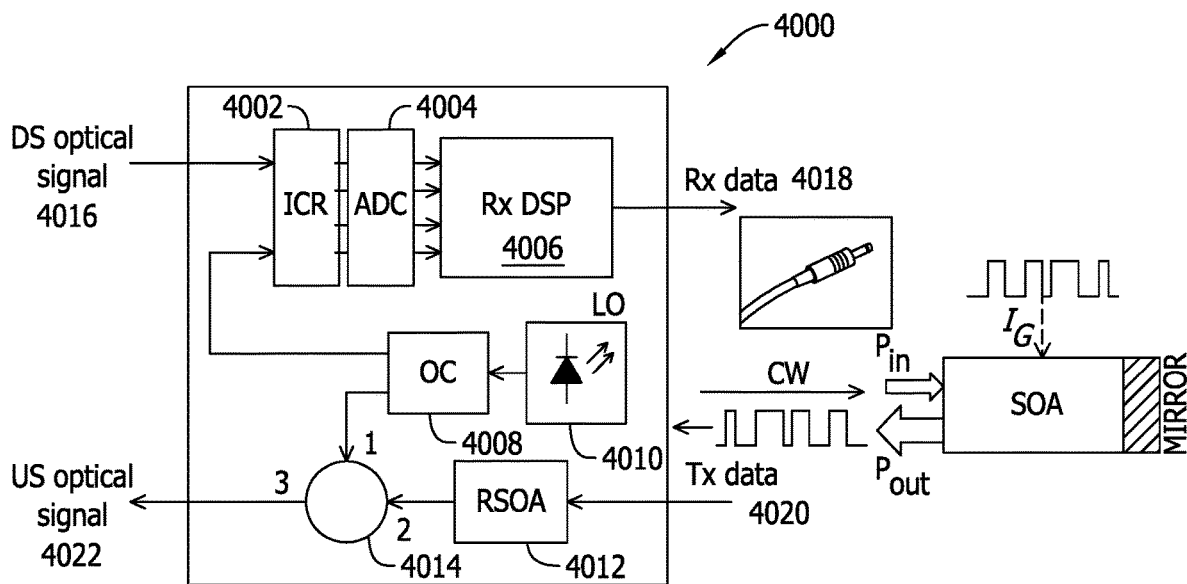 4000
4002
4004
DS optical
signal
4016
ICR
ADC
Rx DSP
4006
Rx data 4018
LO
OC
4008
4010
CW
P_in
I_G
SOA
MIRROR
P_out
Tx data
4020
US optical
signal
4022
1
3
2
RSOA
4014
4012